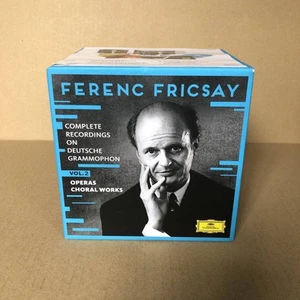 FERENC FRICSAY
COMPLETE
RECORDINGS
ON
DEUTSCHE
GRAMMOPHON
VOL. 2
OPERAS
CHORAL WORKS